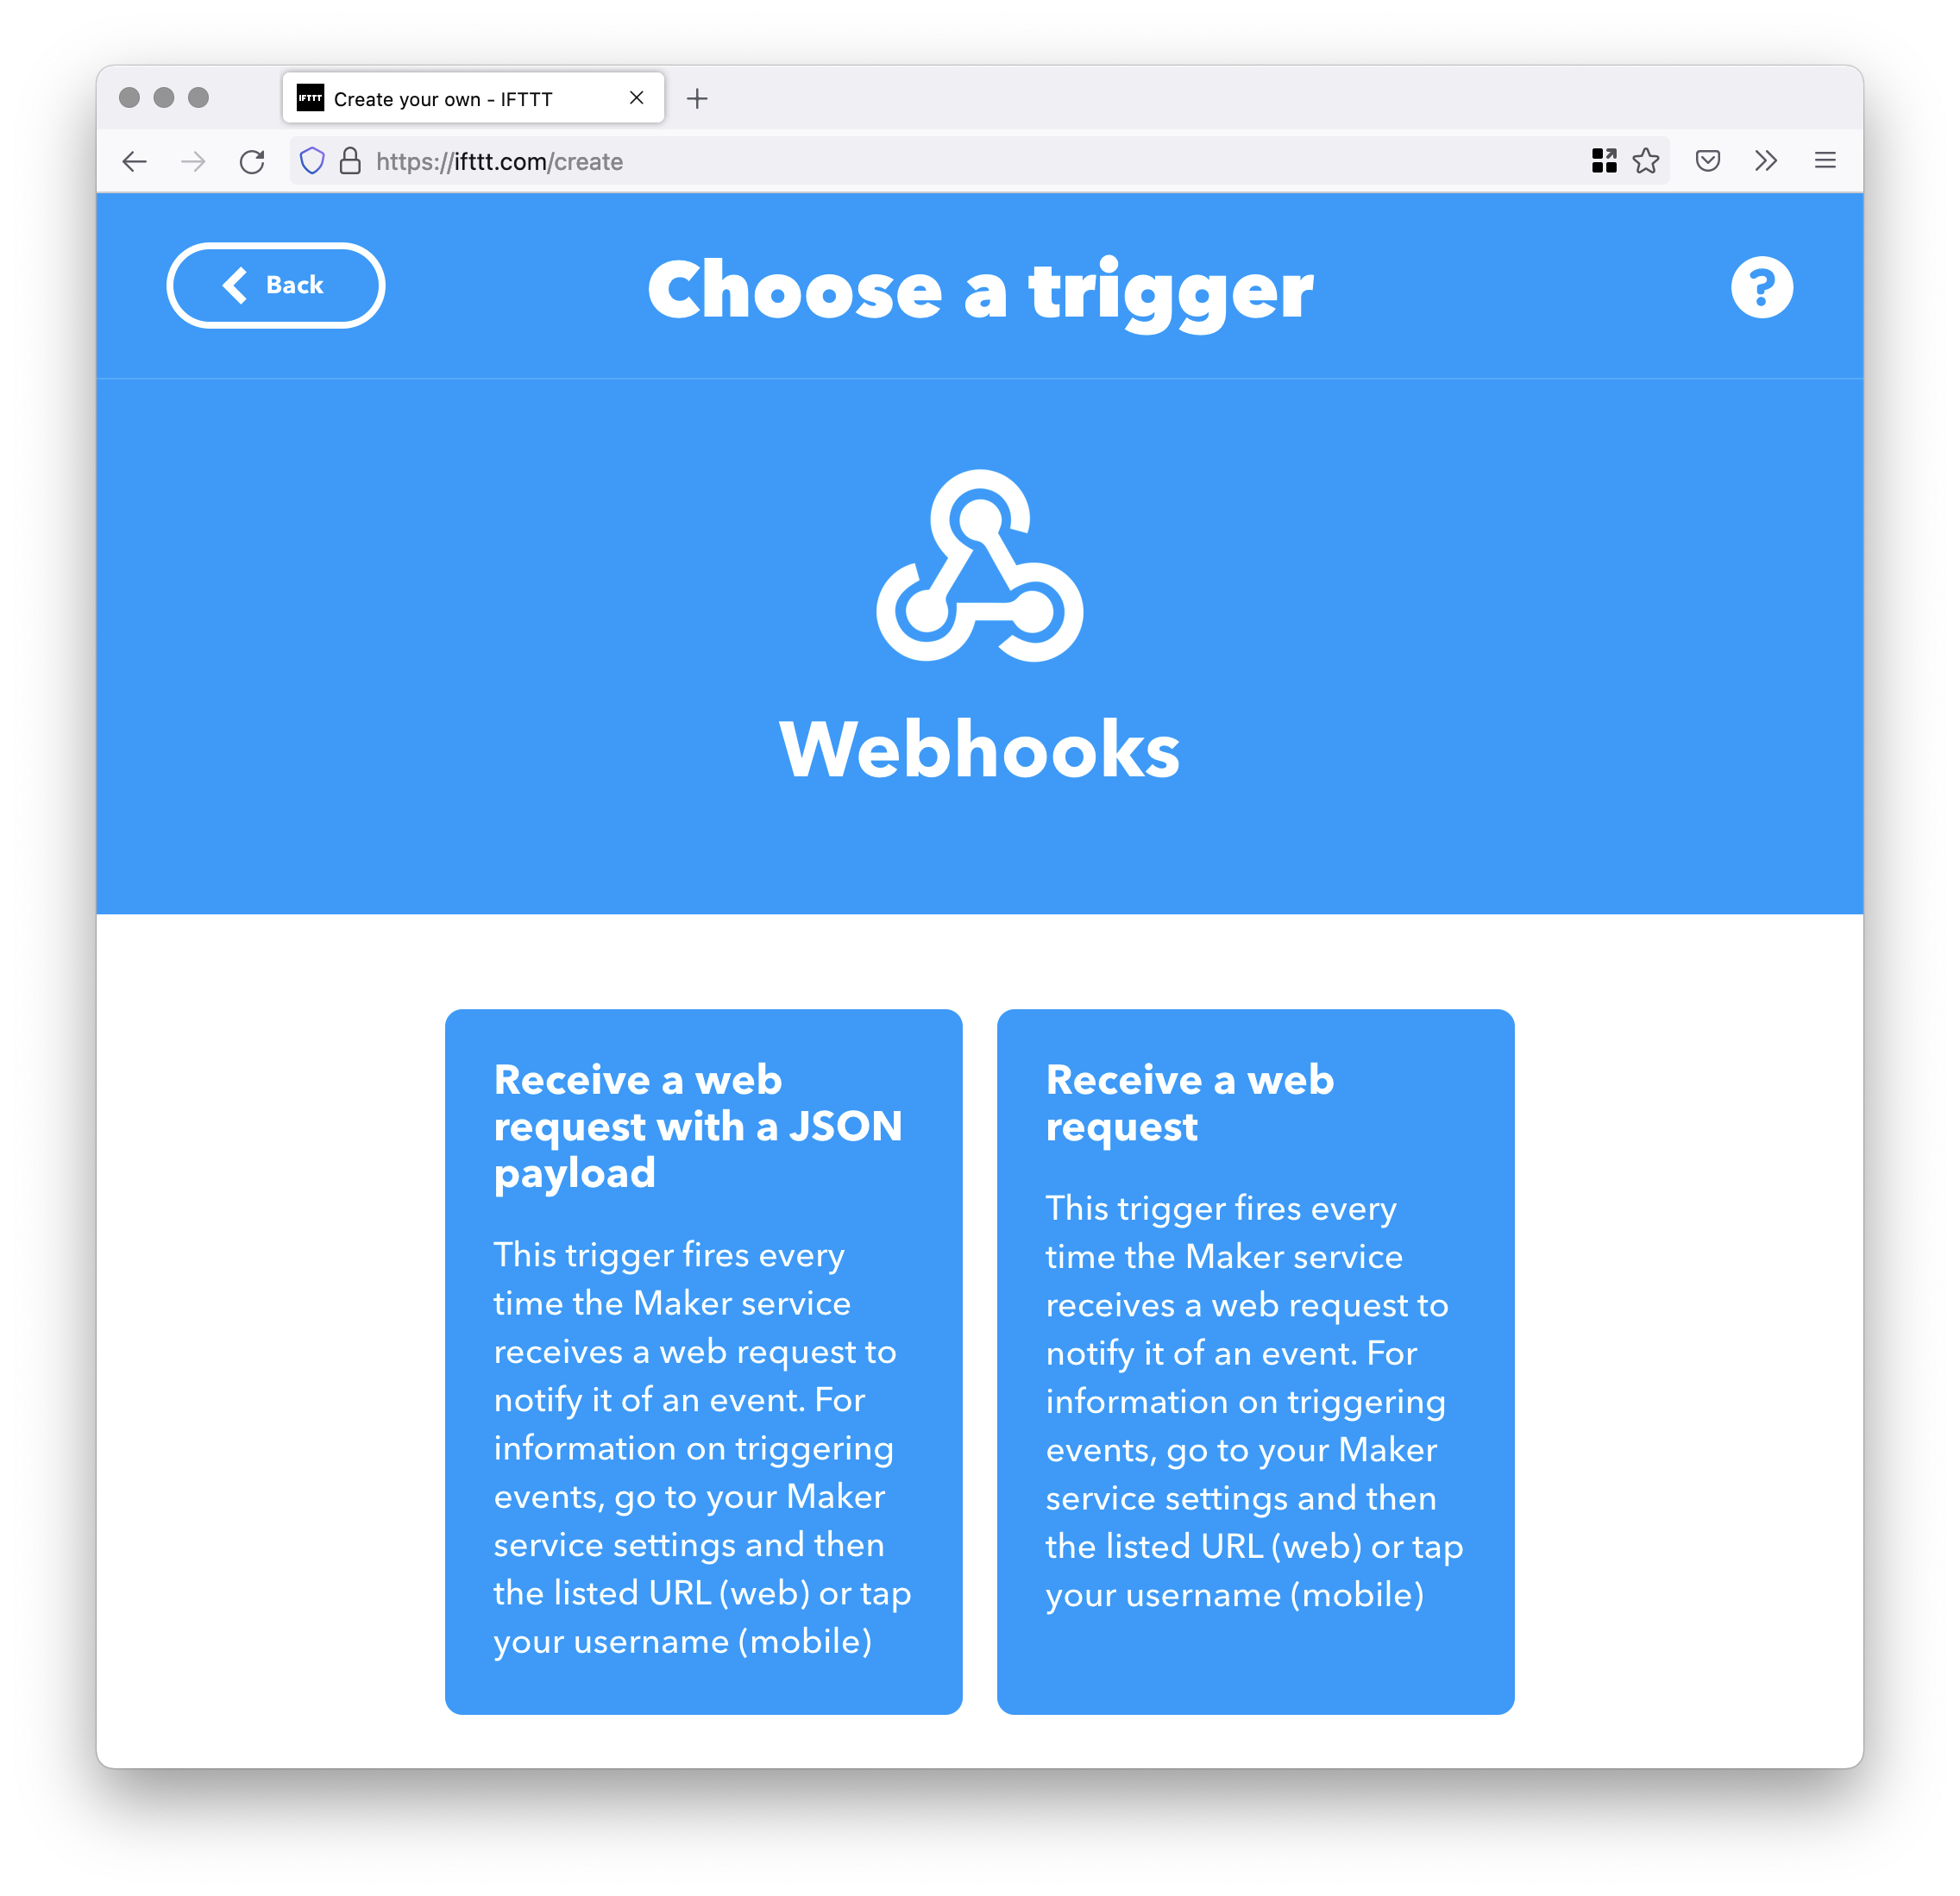 IFTTT Create your own - IFTTT
https://ifttt.com/create
Back
Choose a trigger
?
Webhooks
Receive a web
request with a JSON
payload
This trigger fires every
time the Maker service
receives a web request to
notify it of an event. For
information on triggering
events, go to your Maker
service settings and then
the listed URL (web) or tap
your username (mobile)
Receive a web
request
This trigger fires every
time the Maker service
receives a web request to
notify it of an event. For
information on triggering
events, go to your Maker
service settings and then
the listed URL (web) or tap
your username (mobile)